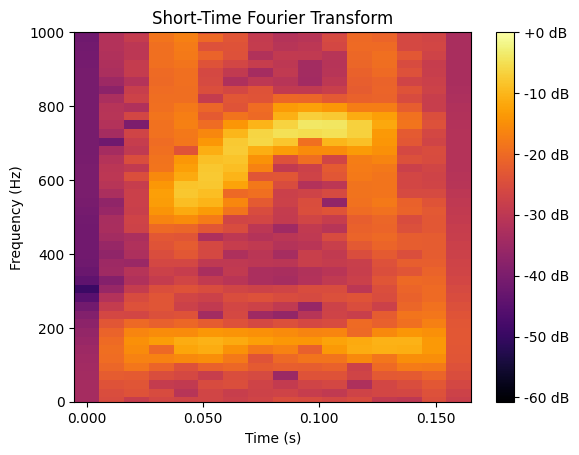 Short-Time Fourier Transform
1000
800
600
400
200
0
Frequency (Hz)
0.000
0.050
0.100
0.150
Time (s)
+0 dB
-10 dB
-20 dB
-30 dB
-40 dB
-50 dB
-60 dB